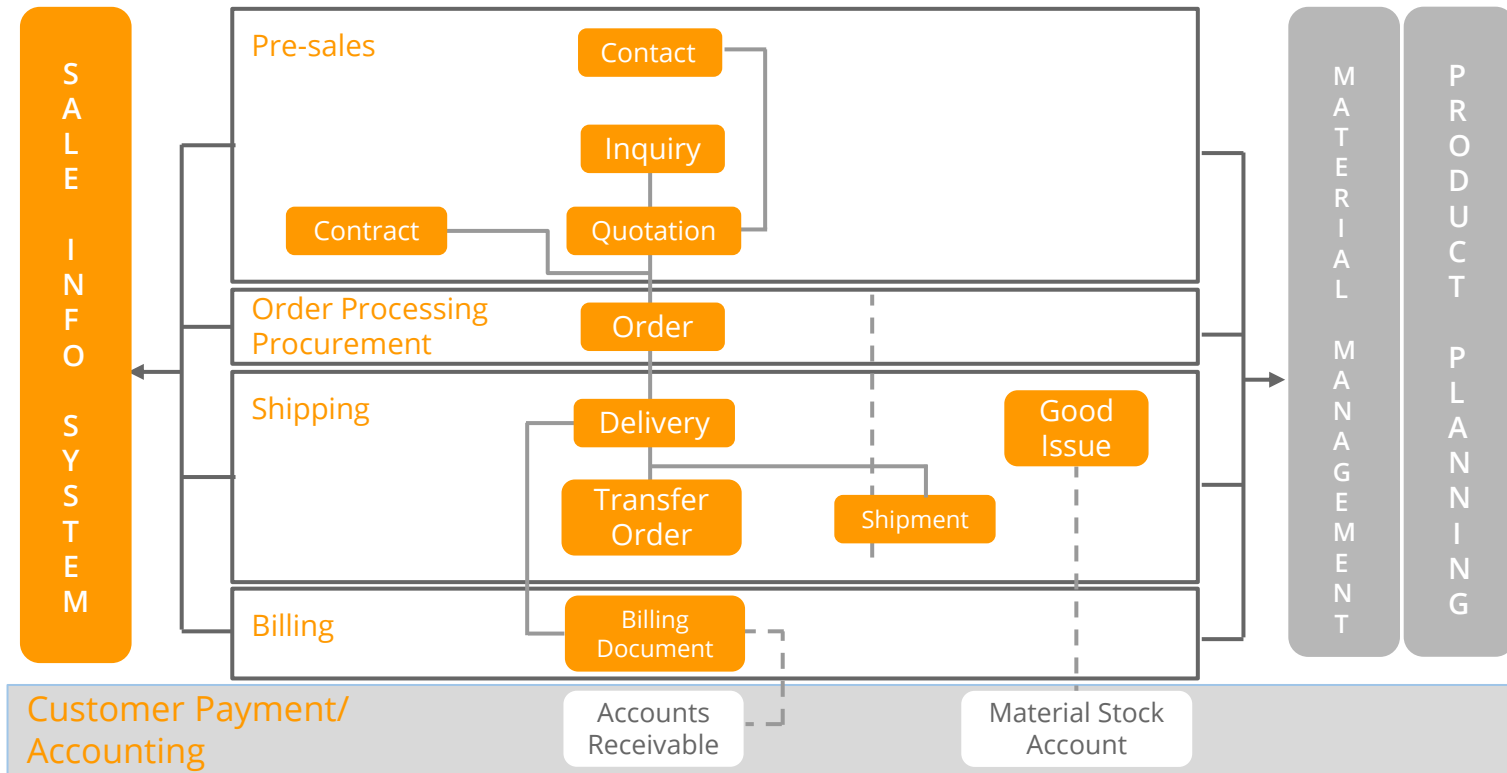 SALE INFO SYSTEM
Pre-sales
Contact
Inquiry
Contract
Quotation
Order Processing
Procurement
Order
Shipping
Delivery
Good
Issue
Transfer
Order
Shipment
Billing
Billing
Document
Customer Payment/
Accounting
Accounts
Receivable
Material Stock
Account
MATERIAL MANAGEMENT
PRODUCT PLANNING